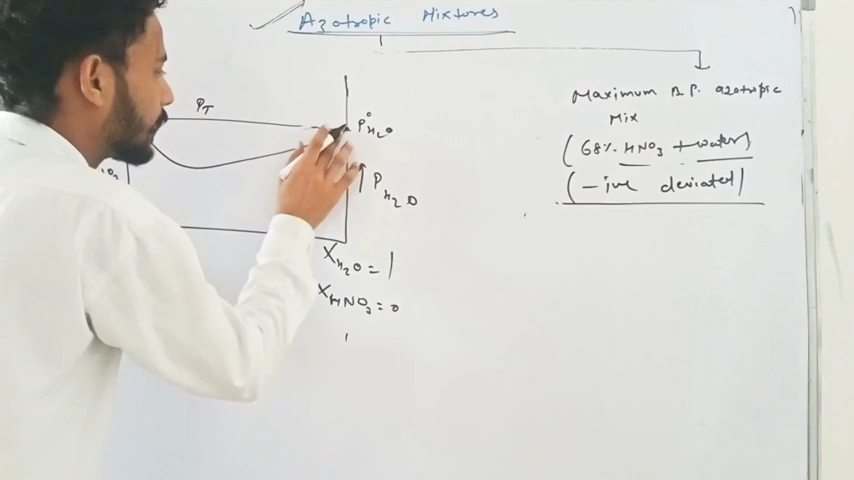 Azotropic Mixtures
Maximum B.P. azotropic
Mix
(68% HNO3 + water)
(-ive deviated)
PT
P°H2O
PH2O
XH2O = 1
XHNO3 = 0